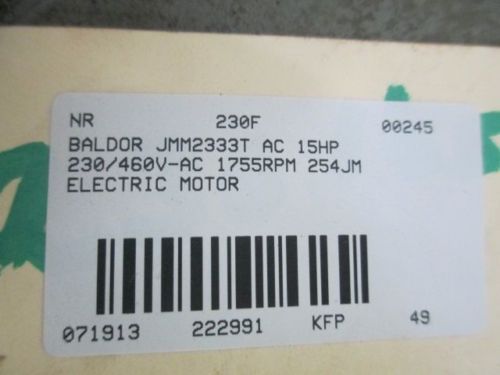 NR 230F 00245
BALDOR JMM2333T AC 15HP
230/460V-AC 1755RPM 254JM
ELECTRIC MOTOR
071913 222991 KFP 49